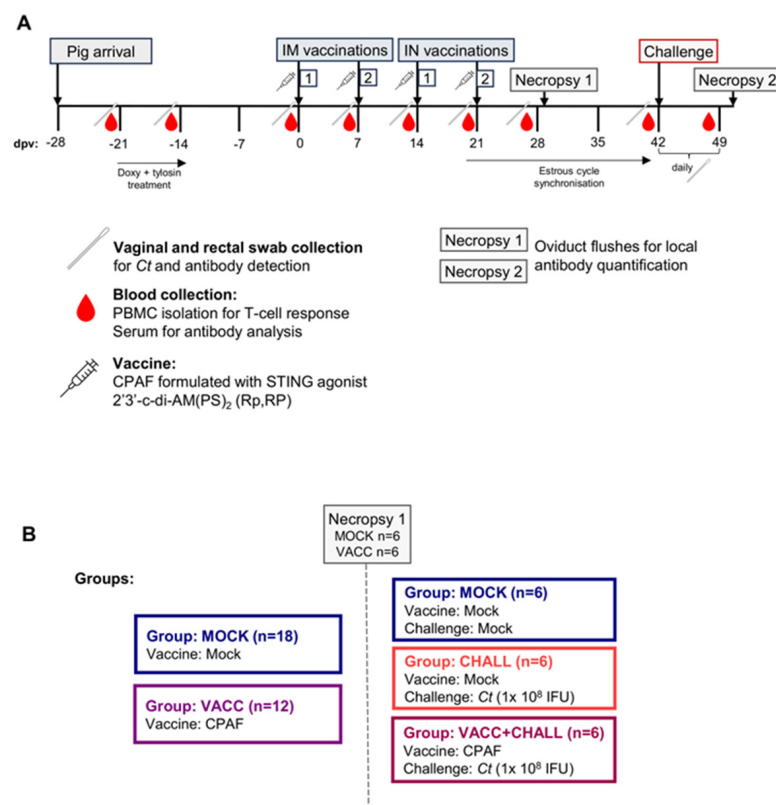 A
Pig arrival
IM vaccinations
IN vaccinations
Challenge
1
2
1
2
Necropsy 1
Necropsy 2
dpv:
-28
-21
-14
-7
0
7
14
21
28
35
42
49
Doxy + tylosin
treatment
Estrous cycle
synchronisation
daily
Vaginal and rectal swab collection
for Ct and antibody detection
Necropsy 1
Necropsy 2
Oviduct flushes for local
antibody quantification
Blood collection:
PBMC isolation for T-cell response
Serum for antibody analysis
Vaccine:
CPAF formulated with STING agonist
2'3'-c-di-AM(PS)₂ (Rp,RP)
B
Necropsy 1
MOCK n=6
VACC n=6
Groups:
Group: MOCK (n=18)
Vaccine: Mock
Group: VACC (n=12)
Vaccine: CPAF
Group: MOCK (n=6)
Vaccine: Mock
Challenge: Mock
Group: CHALL (n=6)
Vaccine: Mock
Challenge: Ct (1x 10⁸ IFU)
Group: VACC+CHALL (n=6)
Vaccine: CPAF
Challenge: Ct (1x 10⁸ IFU)